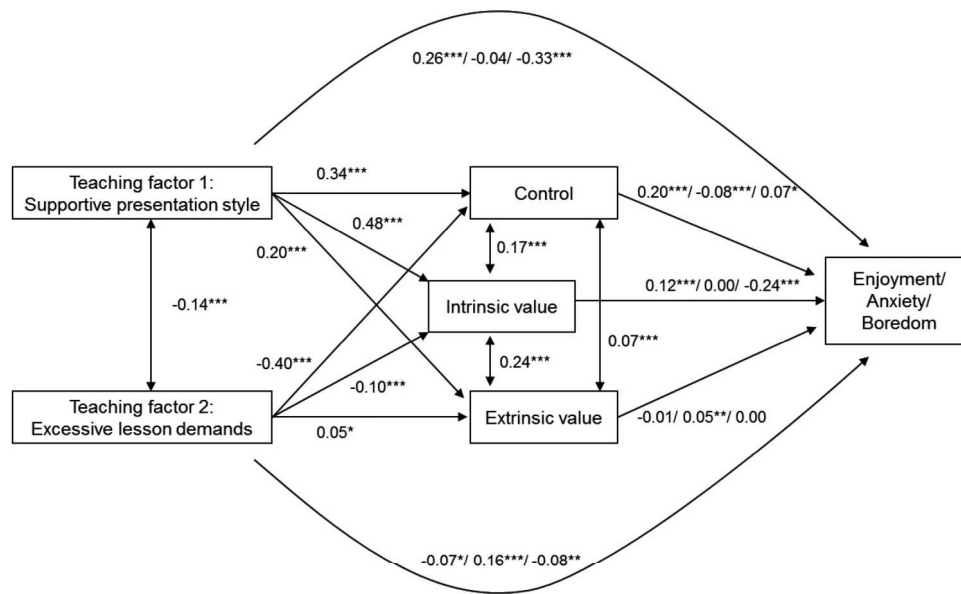 0.26***/ -0.04/ -0.33***
Teaching factor 1:
Supportive presentation style
0.34***
Control
0.20***/ -0.08***/ 0.07*
0.48***
0.20***
0.17***
-0.14***
Intrinsic value
0.12***/ 0.00/ -0.24***
Enjoyment/
Anxiety/
Boredom
0.07***
-0.40***
-0.10***
0.24***
Teaching factor 2:
Excessive lesson demands
0.05*
Extrinsic value
-0.01/ 0.05**/ 0.00
-0.07*/ 0.16***/ -0.08**